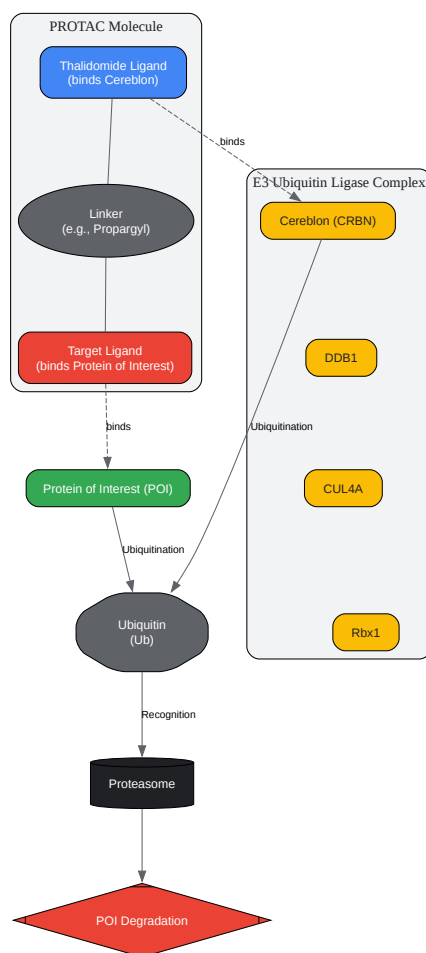 PROTAC Molecule
Thalidomide Ligand
(binds Cereblon)
binds
E3 Ubiquitin Ligase Complex
Linker
(e.g., Propargyl)
Cereblon (CRBN)
Target Ligand
(binds Protein of Interest)
DDB1
binds
Ubiquitination
Protein of Interest (POI)
CUL4A
Ubiquitination
Ubiquitin
(Ub)
Rbx1
Recognition
Proteasome
POI Degradation